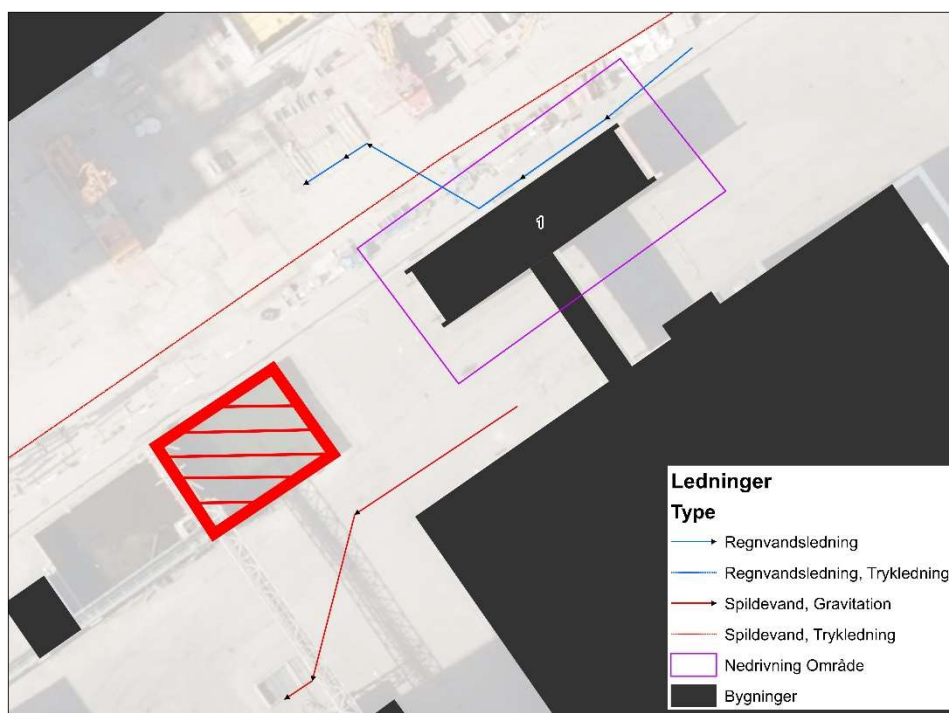 1
Ledninger
Type
Regnvandsledning
Regnvandsledning, Trykledning
Spildevand, Gravitation
Spildevand, Trykledning
Nedrivning Område
Bygninger